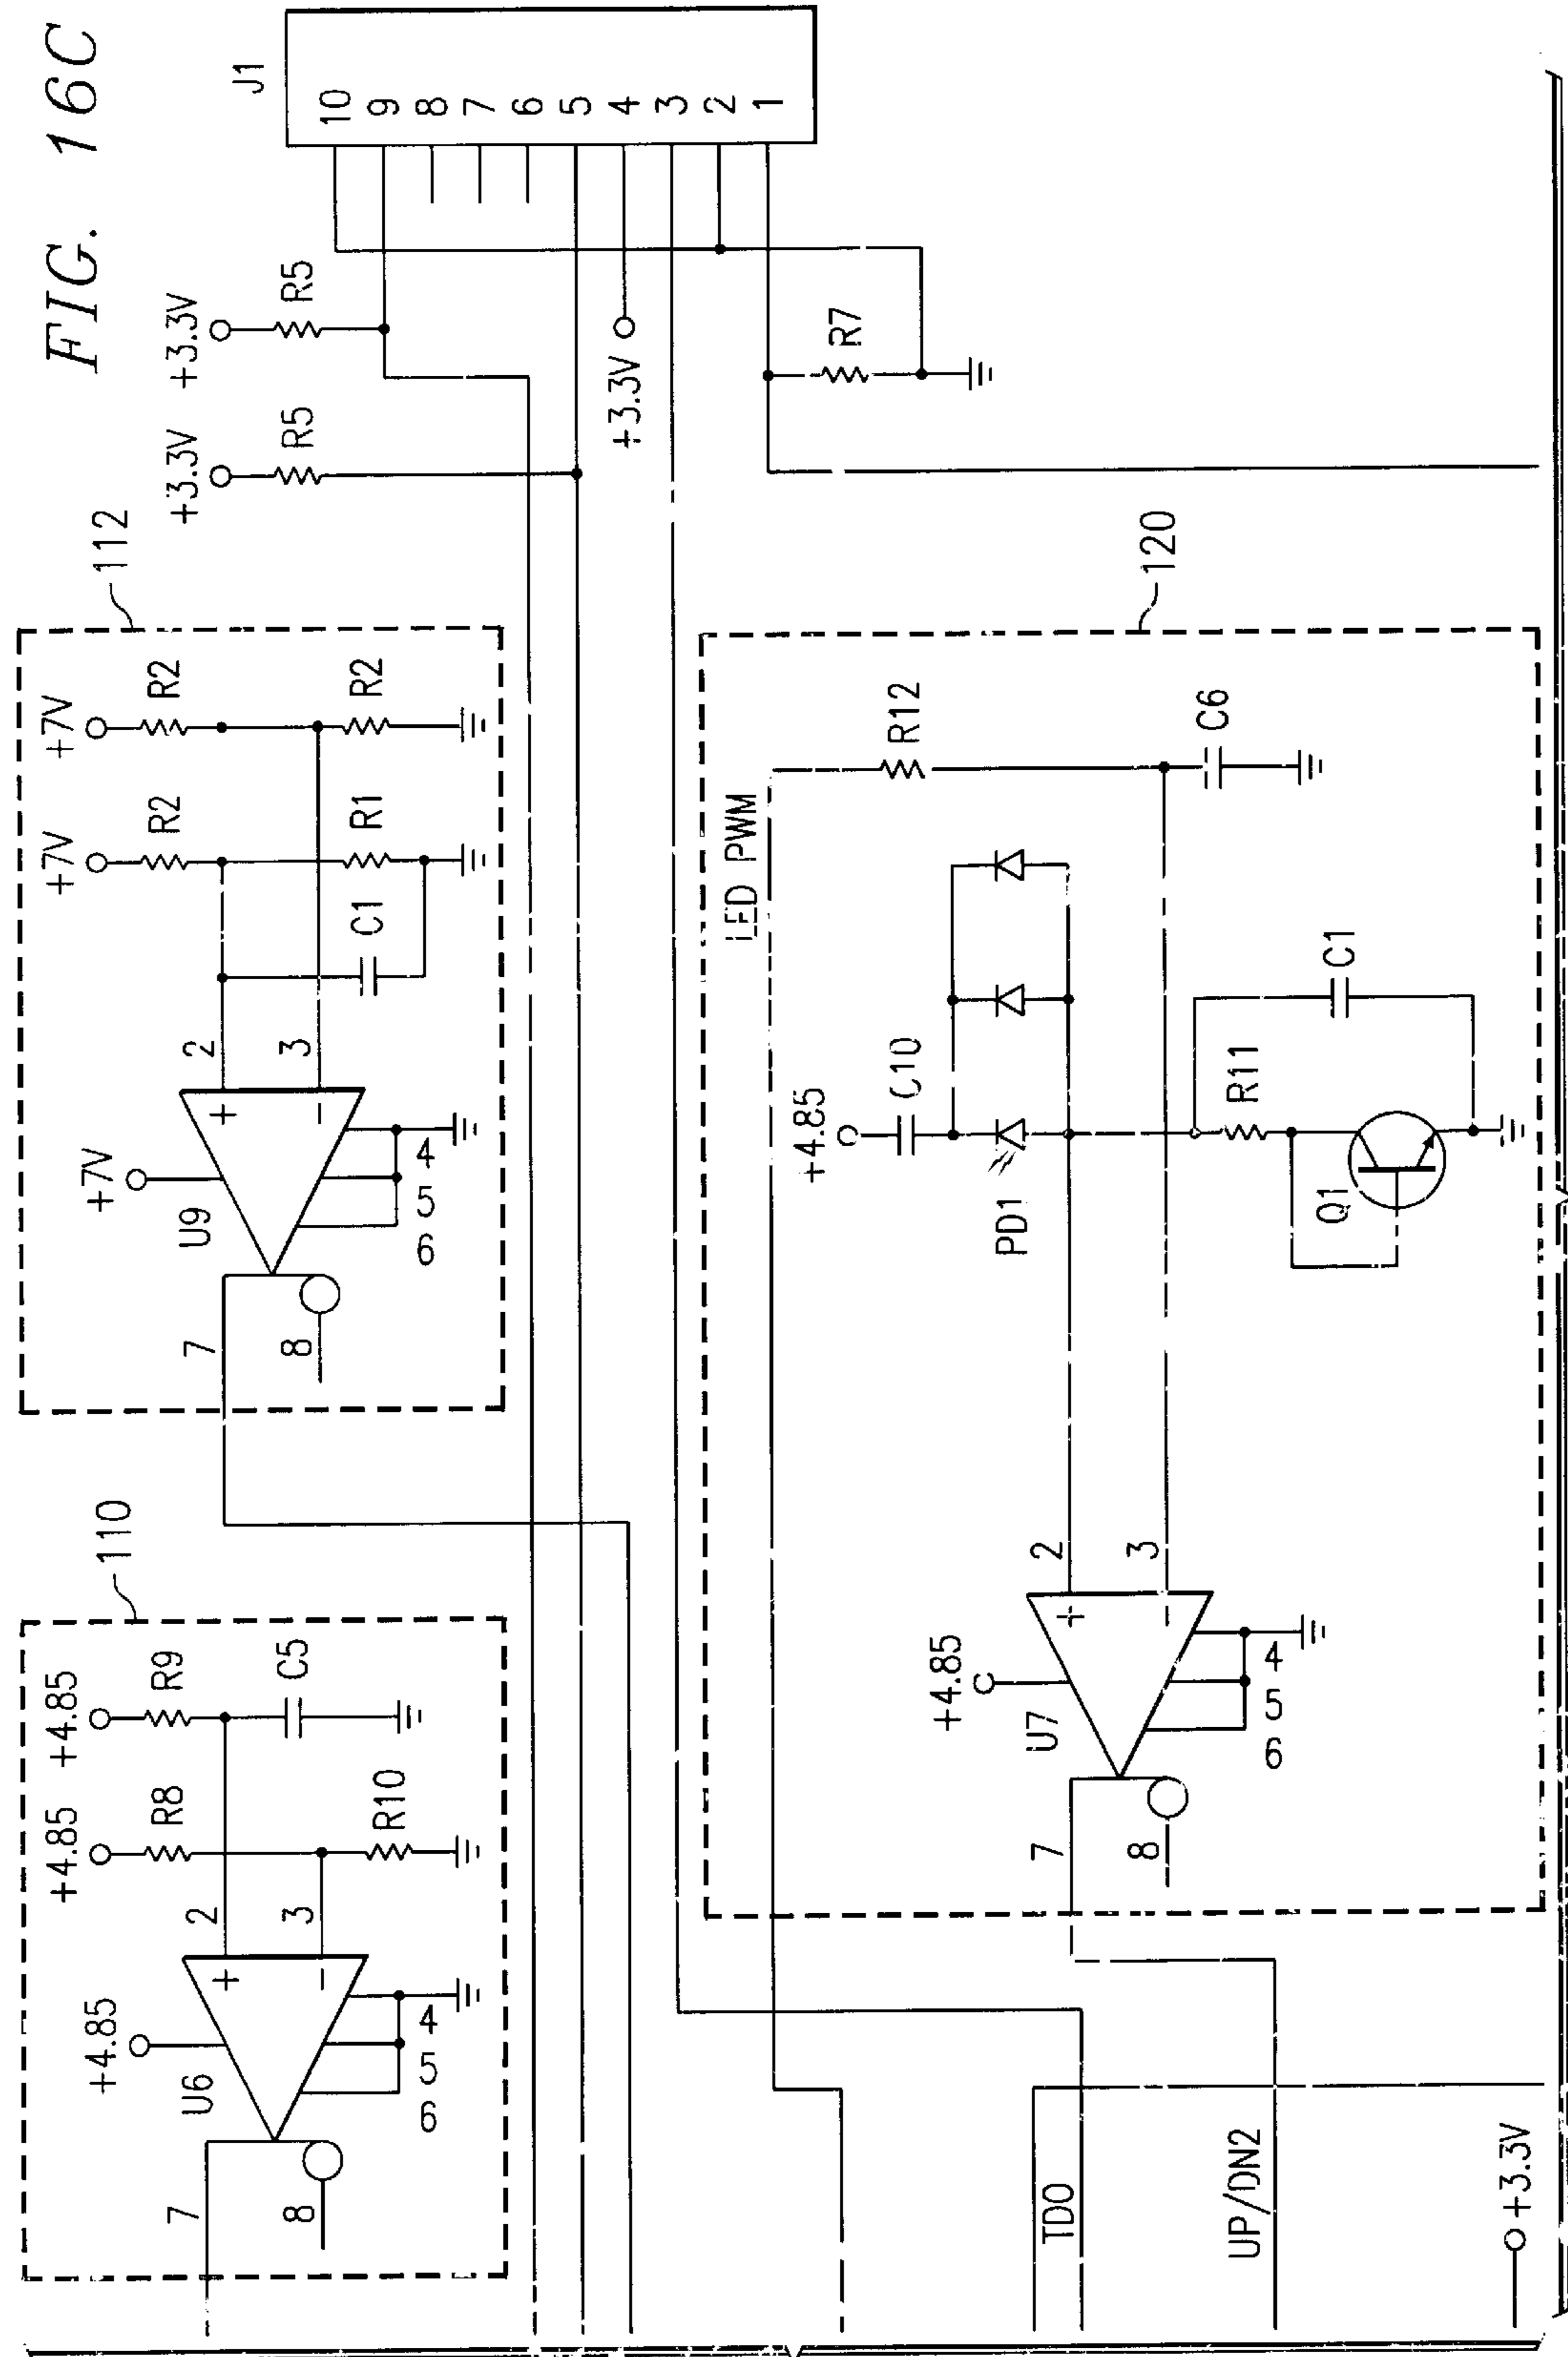 FIG. 16C
110
+4.85
U6
7
8
2
3
+
-
4
5
6
+4.85
R8
R10
+4.85
R9
C5
112
+7V
U9
7
8
2
3
+
-
4
5
6
C1
+7V
R2
R1
+7V
R2
R2
+3.3V
R5
+3.3V
R5
+3.3V
R7
J1
10
9
8
7
6
5
4
3
2
1
120
LED PWM
+4.85
U7
7
8
2
3
+
-
4
5
6
+4.85
C10
PD1
R12
C6
R11
C1
Q1
TDO
UP/DN2
+3.3V